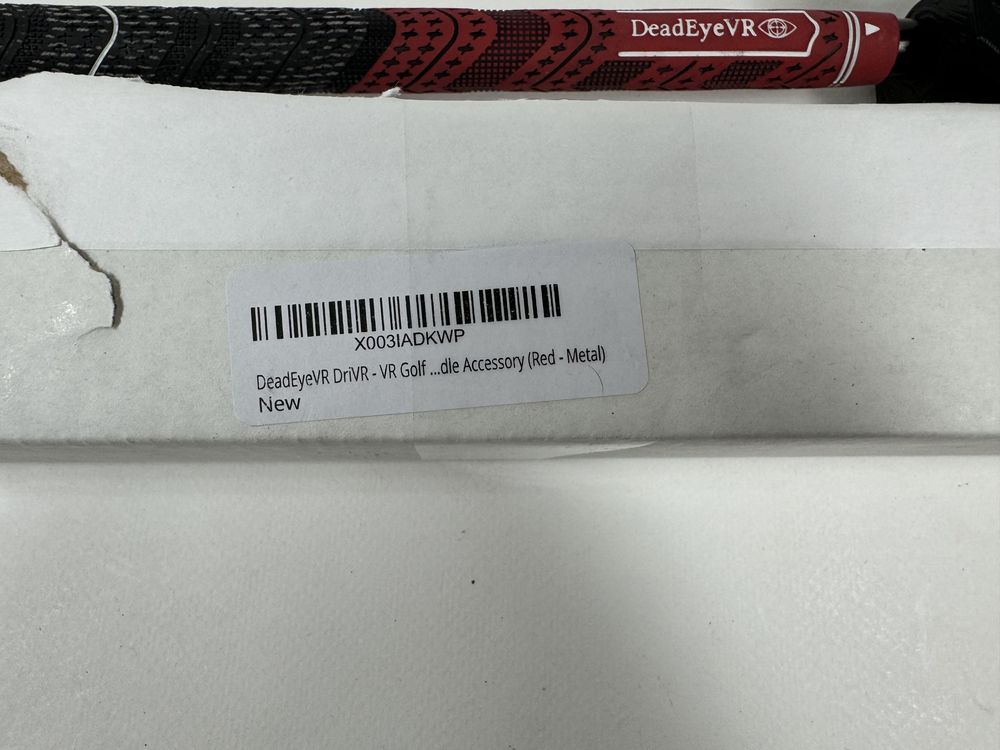 DeadEyeVR
X003IADKWP
DeadEyeVR DriVR - VR Golf ...dle Accessory (Red - Metal)
New